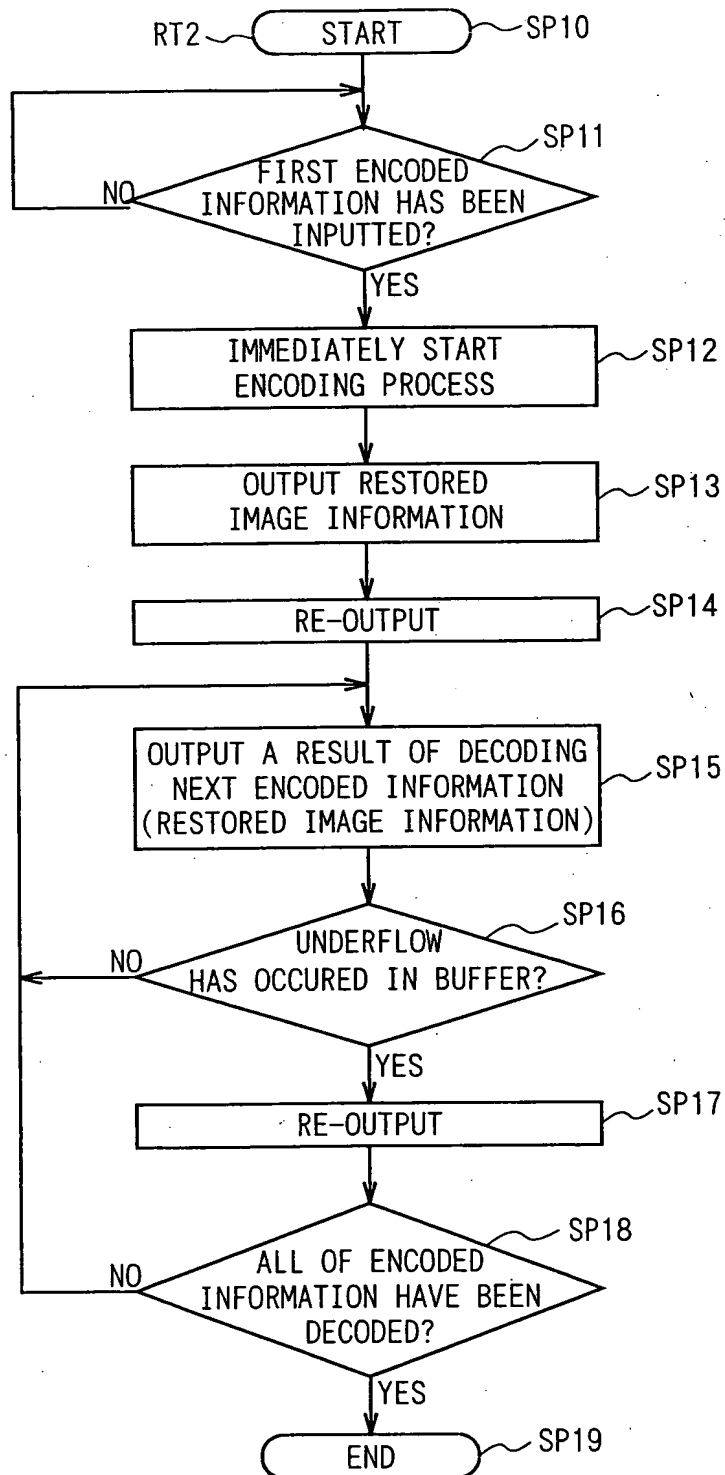 RT2 START SP10
SP11
FIRST ENCODED
NO INFORMATION HAS BEEN
INPUTTED?
YES
IMMEDIATELY START SP12
ENCODING PROCESS
OUTPUT RESTORED SP13
IMAGE INFORMATION
RE-OUTPUT SP14
OUTPUT A RESULT OF DECODING
NEXT ENCODED INFORMATION SP15
(RESTORED IMAGE INFORMATION)
SP16
UNDERFLOW
NO HAS OCCURED IN BUFFER?
YES
RE-OUTPUT SP17
SP18
ALL OF ENCODED
NO INFORMATION HAVE BEEN
DECODED?
YES
END SP19